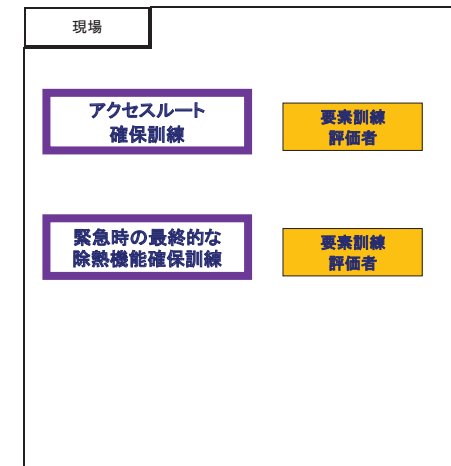 現場
アクセスルート
確保訓練
要素訓練
評価者
緊急時の最終的な
除熱機能確保訓練
要素訓練
評価者